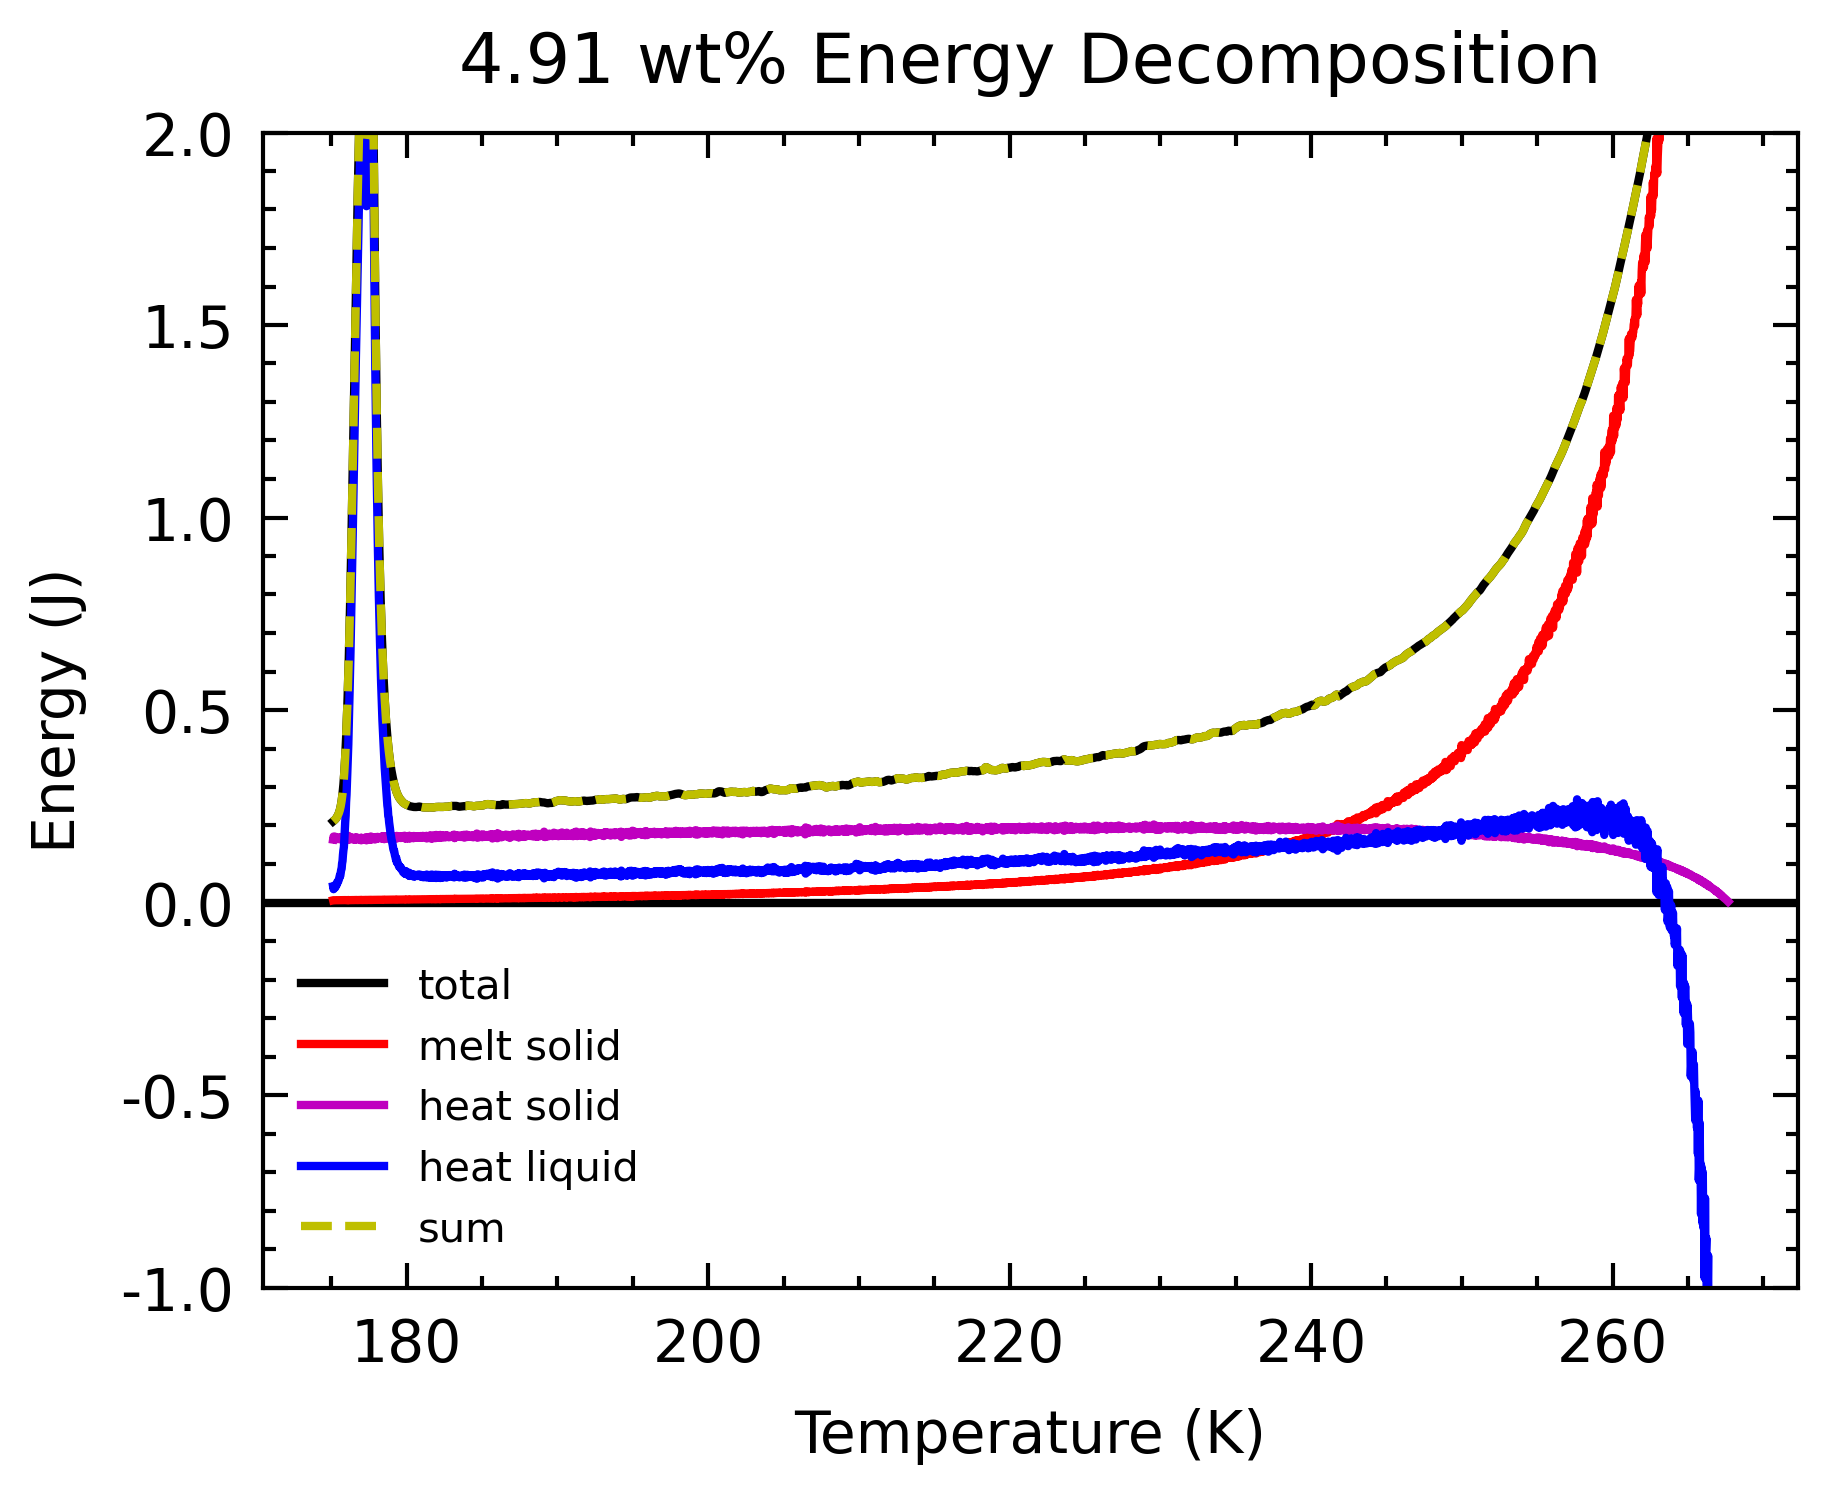 4.91 wt% Energy Decomposition
2.0
1.5
1.0
0.5
0.0
-0.5
-1.0
Energy (J)
total
melt solid
heat solid
heat liquid
sum
180 200 220 240 260
Temperature (K)